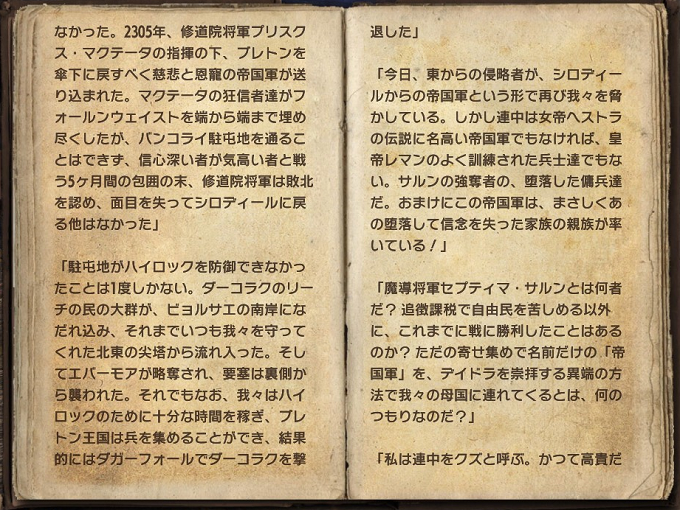 なかった。2305年、修道院将軍プリスク
ス・マクテータの指揮の下、ブレトンを
傘下に戻すべく慈悲と恩寵の帝国軍が送
り込まれた。マクテータの狂信者達がフ
ォールンウェイストを端から端まで埋め
尽くしたが、バンコライ駐屯地を通るこ
とはできず、信心深い者が気高い者と戦
う5ヶ月間の包囲の末、修道院将軍は敗北
を認め、面目を失ってシロディールに戻
る他はなかった」
「駐屯地がハイロックを防御できなかっ
たことは1度しかない。ダーコラクのリー
チの民の大群が、ビョルサエの南岸にな
だれ込み、それまでいつも我々を守って
くれた北東の尖塔から流れ入った。そし
てエバーモアが略奪され、要塞は裏側か
ら襲われた。それでもなお、我々はハイ
ロックのために十分な時間を稼ぎ、ブレ
トン王国は兵を集めることができ、結果
的にはダガーフォールでダーコラクを撃
退した」
「今日、東からの侵略者が、シロディー
ルからの帝国軍という形で再び我々を脅
かしている。しかし連中は女帝ヘストラ
の伝説に名高い帝国軍でもなければ、皇
帝レマンのよく訓練された兵士達でもな
い。サルンの強奪者の、堕落した傭兵達
だ。おまけにこの帝国軍は、まさしくあ
の堕落して信念を失った家族の親族が率
いている！」
「魔導将軍セプティマ・サルンとは何者
だ？ 追徴課税で自由民を苦しめる以外
に、これまでに戦に勝利したことはある
のか？ ただの寄せ集めで名前だけの「帝
国軍」を、デイドラを崇拝する異端の方
法で我々の母国に連れてくるとは、何の
つもりなのだ？」
「私は連中をクズと呼ぶ。かつて高貴だ